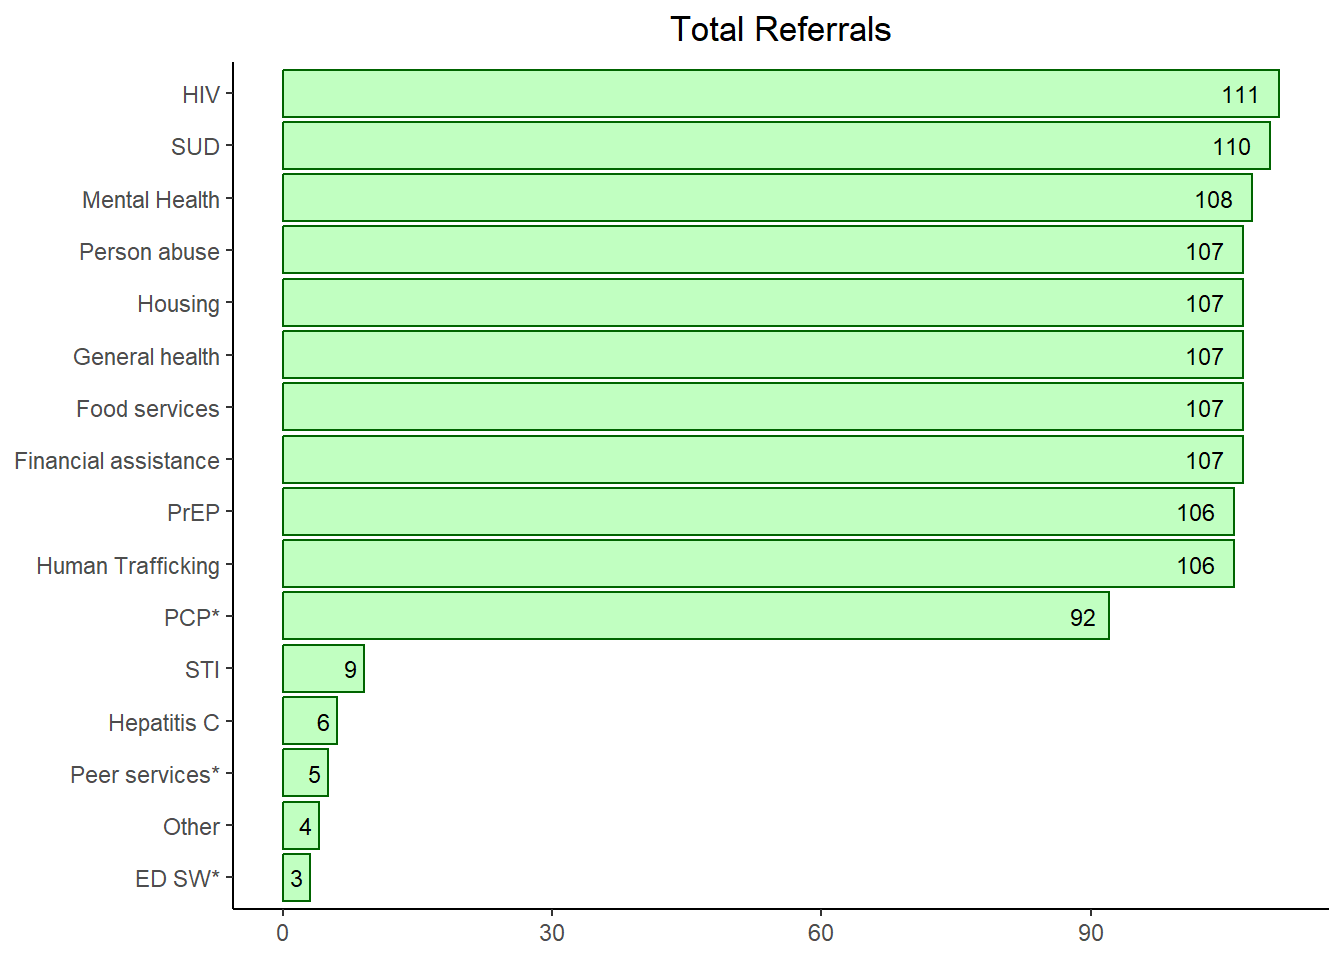 Total Referrals
HIV 111
SUD 110
Mental Health 108
Person abuse 107
Housing 107
General health 107
Food services 107
Financial assistance 107
PrEP 106
Human Trafficking 106
PCP* 92
STI 9
Hepatitis C 6
Peer services* 5
Other 4
ED SW* 3
0 30 60 90